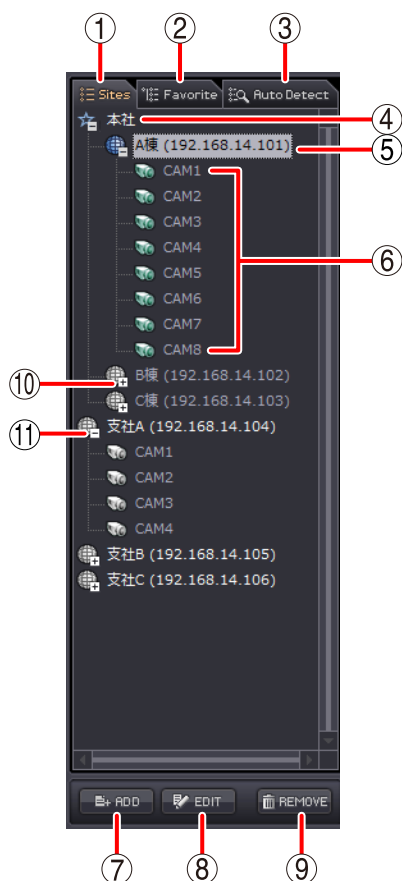 ① ② ③
Sites Favorite Auto Detect
本社 ④
A棟 (192.168.14.101) ⑤
CAM1
CAM2
CAM3
CAM4 ⑥
CAM5
CAM6
CAM7
CAM8
⑩ B棟 (192.168.14.102)
C棟 (192.168.14.103)
⑪ 支社A (192.168.14.104)
CAM1
CAM2
CAM3
CAM4
支社B (192.168.14.105)
支社C (192.168.14.106)
ADD EDIT REMOVE
⑦ ⑧ ⑨